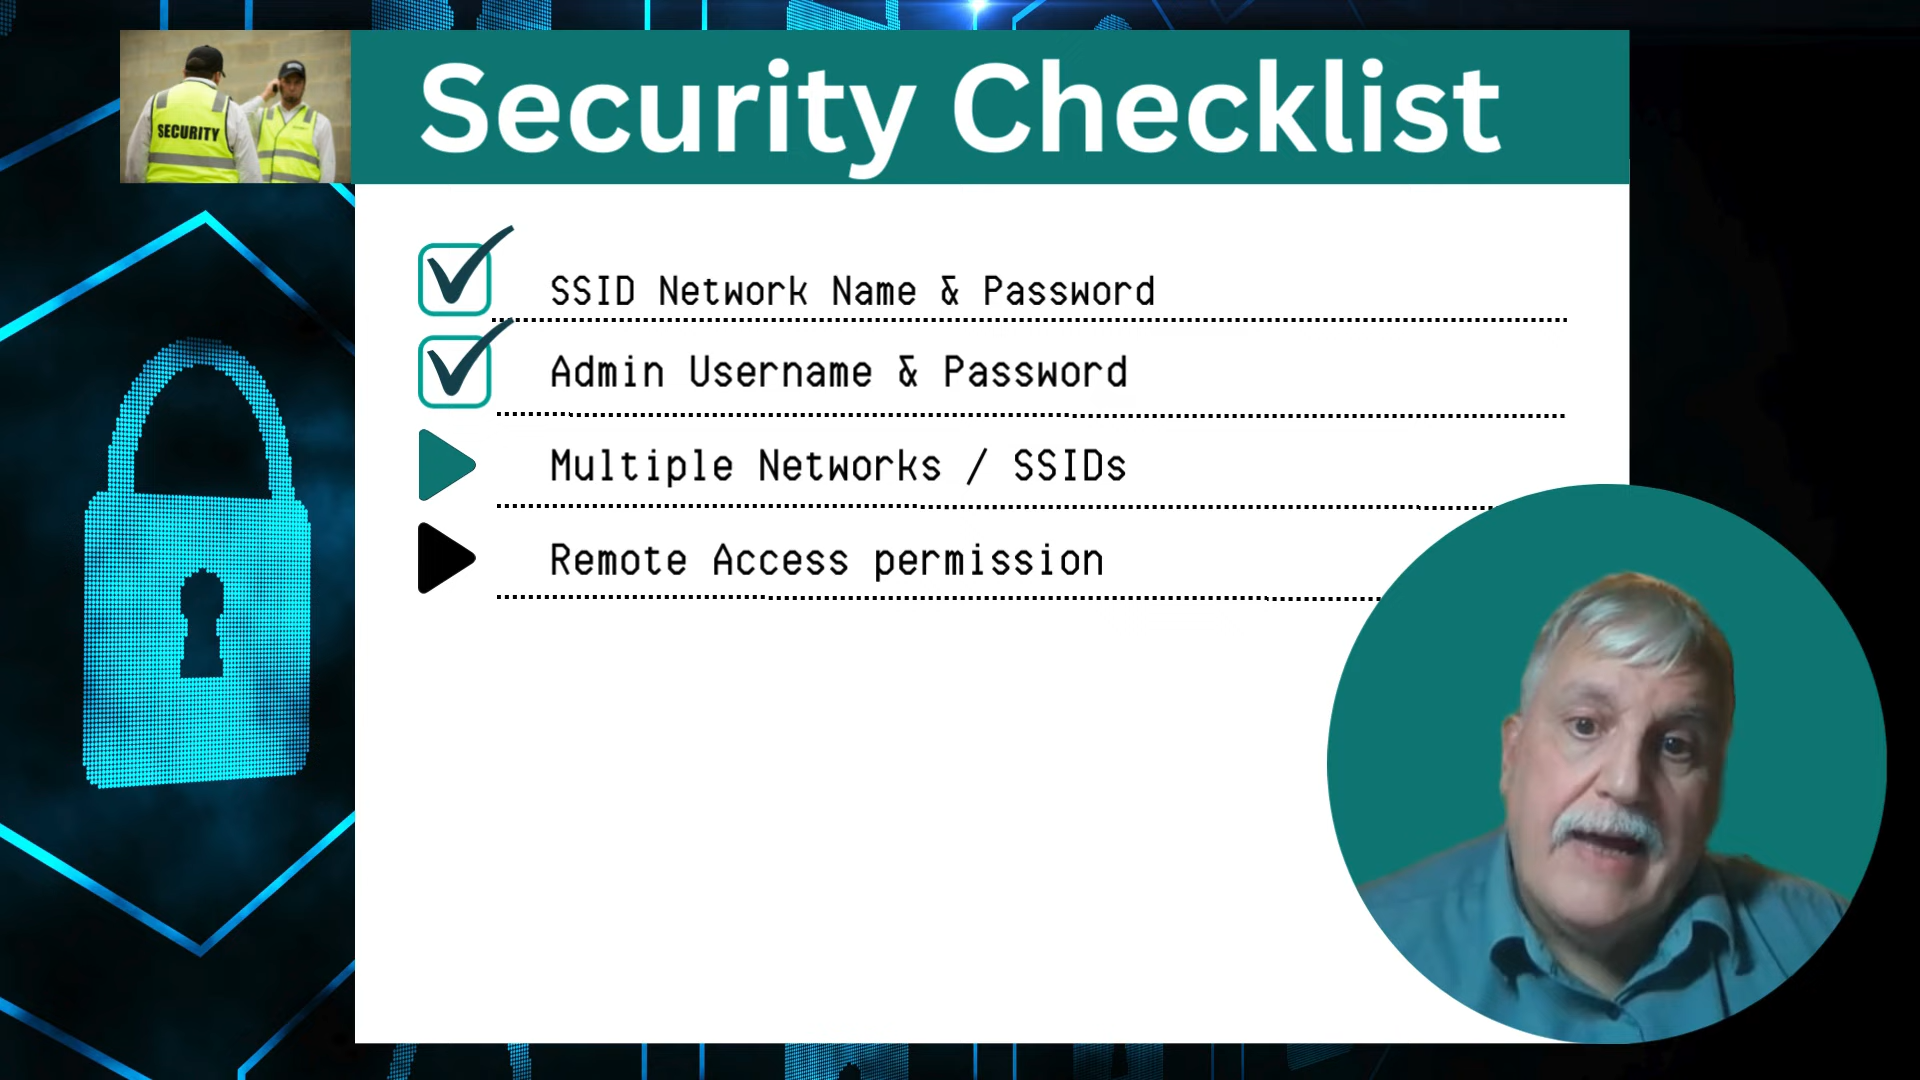 SECURITY
Security Checklist
SSID Network Name & Password
Admin Username & Password
Multiple Networks / SSIDs
Remote Access permission